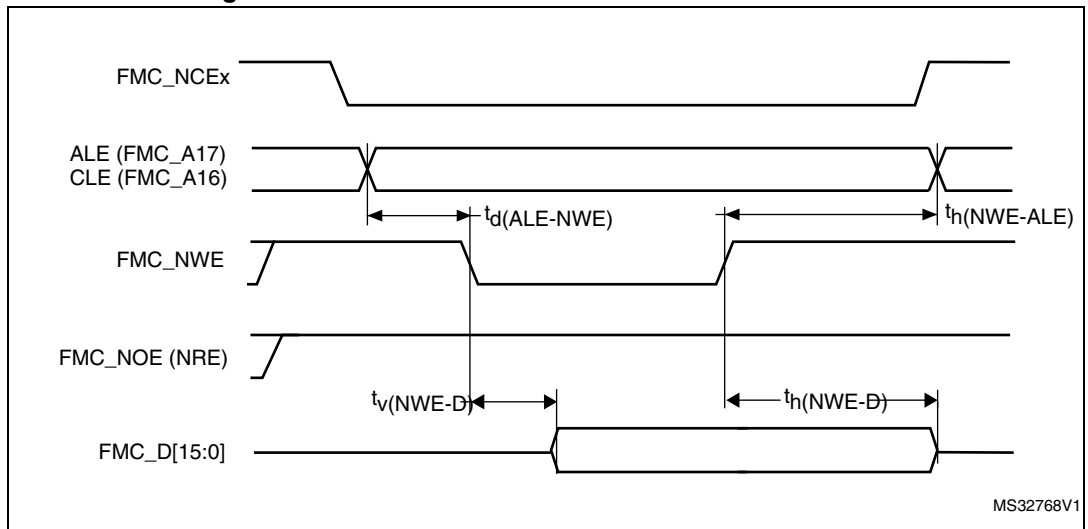 FMC_NCEx
ALE (FMC_A17)
CLE (FMC_A16)
td(ALE-NWE)
th(NWE-ALE)
FMC_NWE
FMC_NOE (NRE)
tv(NWE-D)
th(NWE-D)
FMC_D[15:0]
MS32768V1